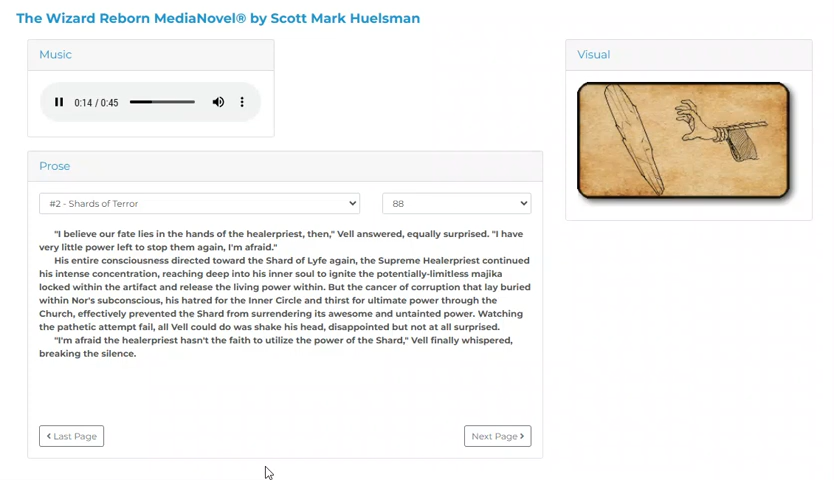 The Wizard Reborn MediaNovel® by Scott Mark Huelsman
Music
Visual
0:14 / 0:45
Prose
#2 - Shards of Terror
88
"I believe our fate lies in the hands of the healerpriest, then," Vell answered, equally surprised. "I have
very little power left to stop them again, I'm afraid."
His entire consciousness directed toward the Shard of Lyfe again, the Supreme Healerpriest continued
his intense concentration, reaching deep into his inner soul to ignite the potentially-limitless majika
locked within the artifact and release the living power within. But the cancer of corruption that lay buried
within Nor's subconscious, his hatred for the Inner Circle and thirst for ultimate power through the
Church, effectively prevented the Shard from surrendering its awesome and untainted power. Watching
the pathetic attempt fail, all Vell could do was shake his head, disappointed but not at all surprised.
"I'm afraid the healerpriest hasn't the faith to utilize the power of the Shard," Vell finally whispered,
breaking the silence.
Last Page
Next Page